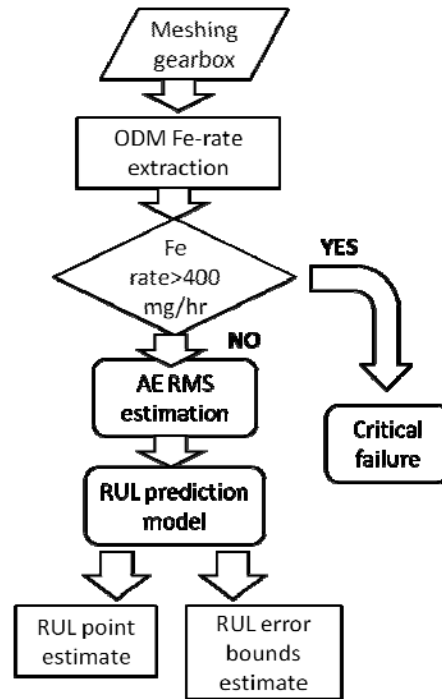 Meshing
gearbox
ODM Fe-rate
extraction
Fe
rate>400
mg/hr
YES
NO
AE RMS
estimation
Critical
failure
RUL prediction
model
RUL point
estimate
RUL error
bounds
estimate